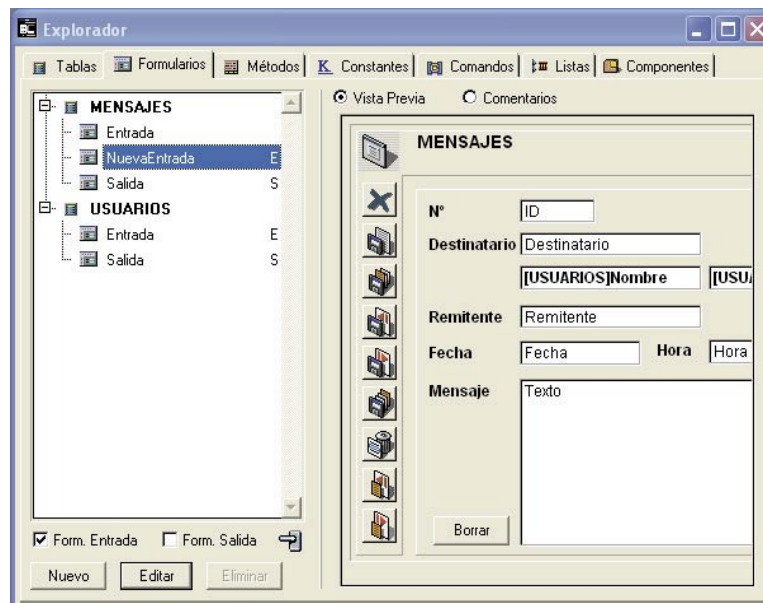 Explorador
Tablas Formularios Métodos K Constantes Comandos Listas Componentes
MENSAJES
Entrada
NuevaEntrada E
Salida S
USUARIOS
Entrada E
Salida S
Form. Entrada Form. Salida
Nuevo Editar Eliminar
Vista Previa Comentarios
MENSAJES
Nº ID
Destinatario Destinatario
[USUARIOS]Nombre [USU
Remitente Remitente
Fecha Fecha Hora Hora
Mensaje Texto
Borrar